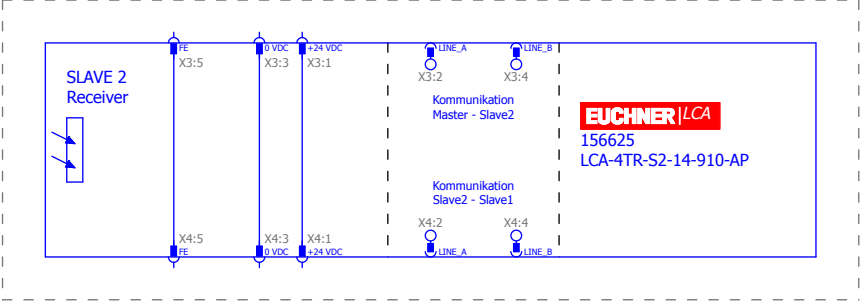 FE
0 VDC
+24 VDC
LINE_A
LINE_B
X3:5
X3:3
X3:1
X3:2
X3:4
SLAVE 2
Receiver
Kommunikation
Master - Slave2
EUCHNER|LCA
156625
LCA-4TR-S2-14-910-AP
Kommunikation
Slave2 - Slave1
X4:5
X4:3
X4:1
X4:2
X4:4
FE
0 VDC
+24 VDC
LINE_A
LINE_B